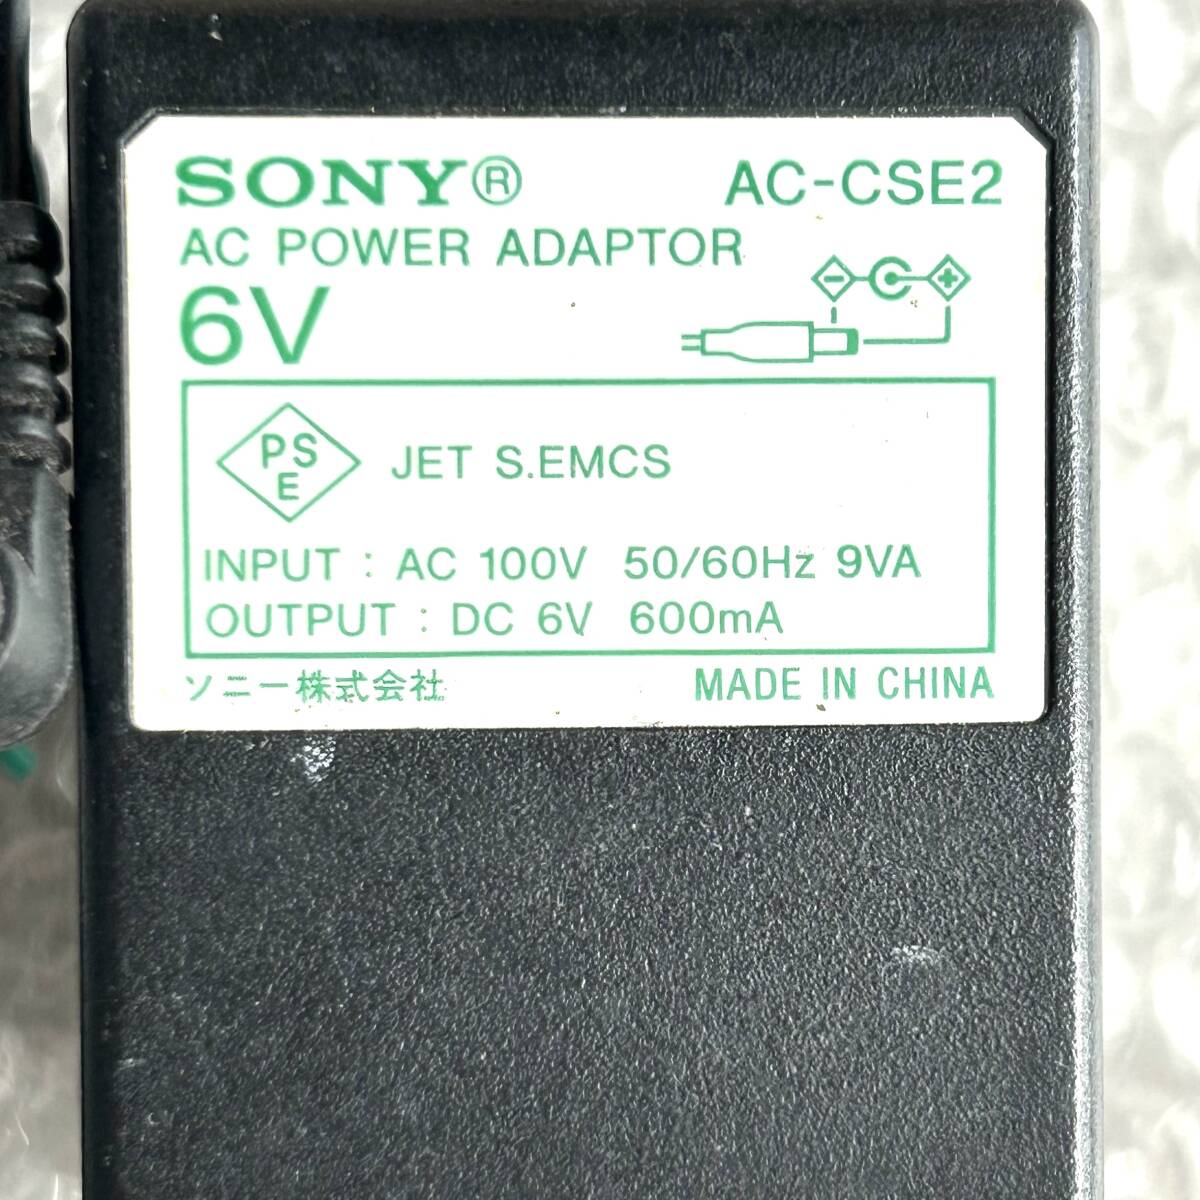 SONY® AC-CSE2
AC POWER ADAPTOR
6V
- +
PSE JET S.EMCS
INPUT : AC 100V 50/60Hz 9VA
OUTPUT : DC 6V 600mA
ソニー株式会社 MADE IN CHINA